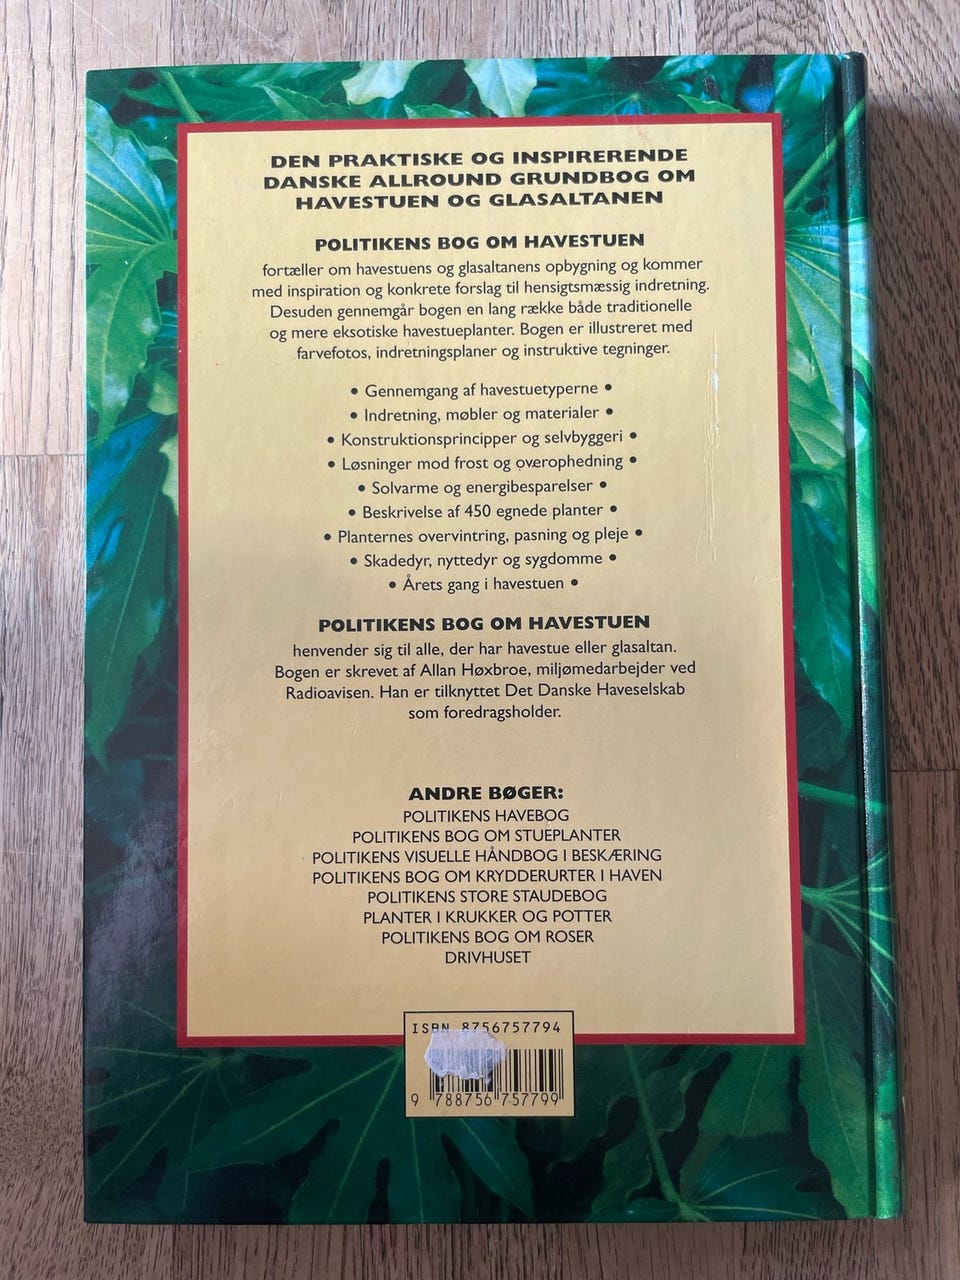 DEN PRAKTISKE OG INSPIRERENDE
DANSKE ALLROUND GRUNDBOG OM
HAVESTUEN OG GLASALTANEN
POLITIKENS BOG OM HAVESTUEN
fortæller om havestuens og glasaltanens opbygning og kommer
med inspiration og konkrete forslag til hensigtsmæssig indretning.
Desuden gennemgår bogen en lang række både traditionelle
og mere eksotiske havestueplanter. Bogen er illustreret med
farvefotos, indretningsplaner og instruktive tegninger.
• Gennemgang af havestuetyperne •
• Indretning, møbler og materialer •
• Konstruktionsprincipper og selvbyggeri •
• Løsninger mod frost og overophedning •
• Solvarme og energibesparelser •
• Beskrivelse af 450 egnede planter •
• Planternes overvintring, pasning og pleje •
• Skadedyr, nyttedyr og sygdomme •
• Årets gang i havestuen •
POLITIKENS BOG OM HAVESTUEN
henvender sig til alle, der har havestue eller glasaltan.
Bogen er skrevet af Allan Høxbroe, miljømedarbejder ved
Radioavisen. Han er tilknyttet Det Danske Haveselskab
som foredragsholder.
ANDRE BØGER:
POLITIKENS HAVEBOG
POLITIKENS BOG OM STUEPLANTER
POLITIKENS VISUELLE HÅNDBOG I BESKÆRING
POLITIKENS BOG OM KRYDDERURTER I HAVEN
POLITIKENS STORE STAUDEBOG
PLANTER I KRUKKER OG POTTER
POLITIKENS BOG OM ROSER
DRIVHUSET
ISBN 8756757794
9 788756 757799